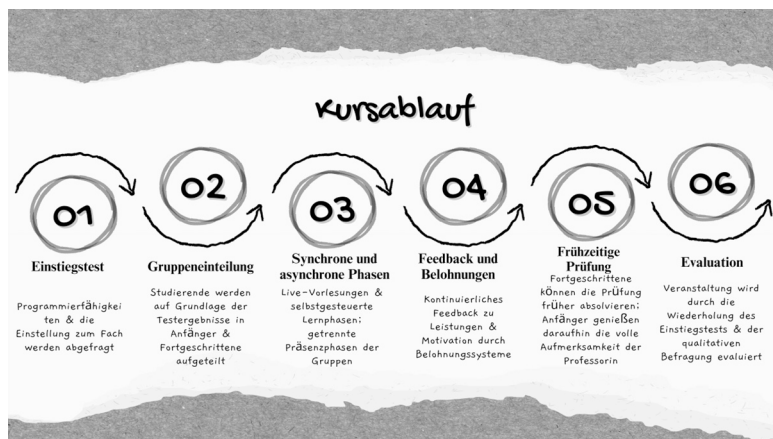 Kursablauf
01
Einstiegstest
Programmierfähigkei
ten & die
Einstellung zum Fach
werden abgefragt
02
Gruppeneinteilung
Studierende werden
auf Grundlage der
Testergebnisse in
Anfänger &
Fortgeschrittene
aufgeteilt
03
Synchrone und
asynchrone Phasen
Live-Vorlesungen &
selbstgesteuerte
Lernphasen;
getrennte
Präsenzphasen der
Gruppen
04
Feedback und
Belohnungen
Kontinuierliches
Feedback zu
Leistungen &
Motivation durch
Belohnungssysteme
05
Frühzeitige
Prüfung
Fortgeschrittene
können die Prüfung
früher absolvieren;
Anfänger genießen
daraufhin die volle
Aufmerksamkeit der
Professorin
06
Evaluation
Veranstaltung wird
durch die
Wiederholung des
Einstiegstests & der
qualitativen
Befragung evaluiert